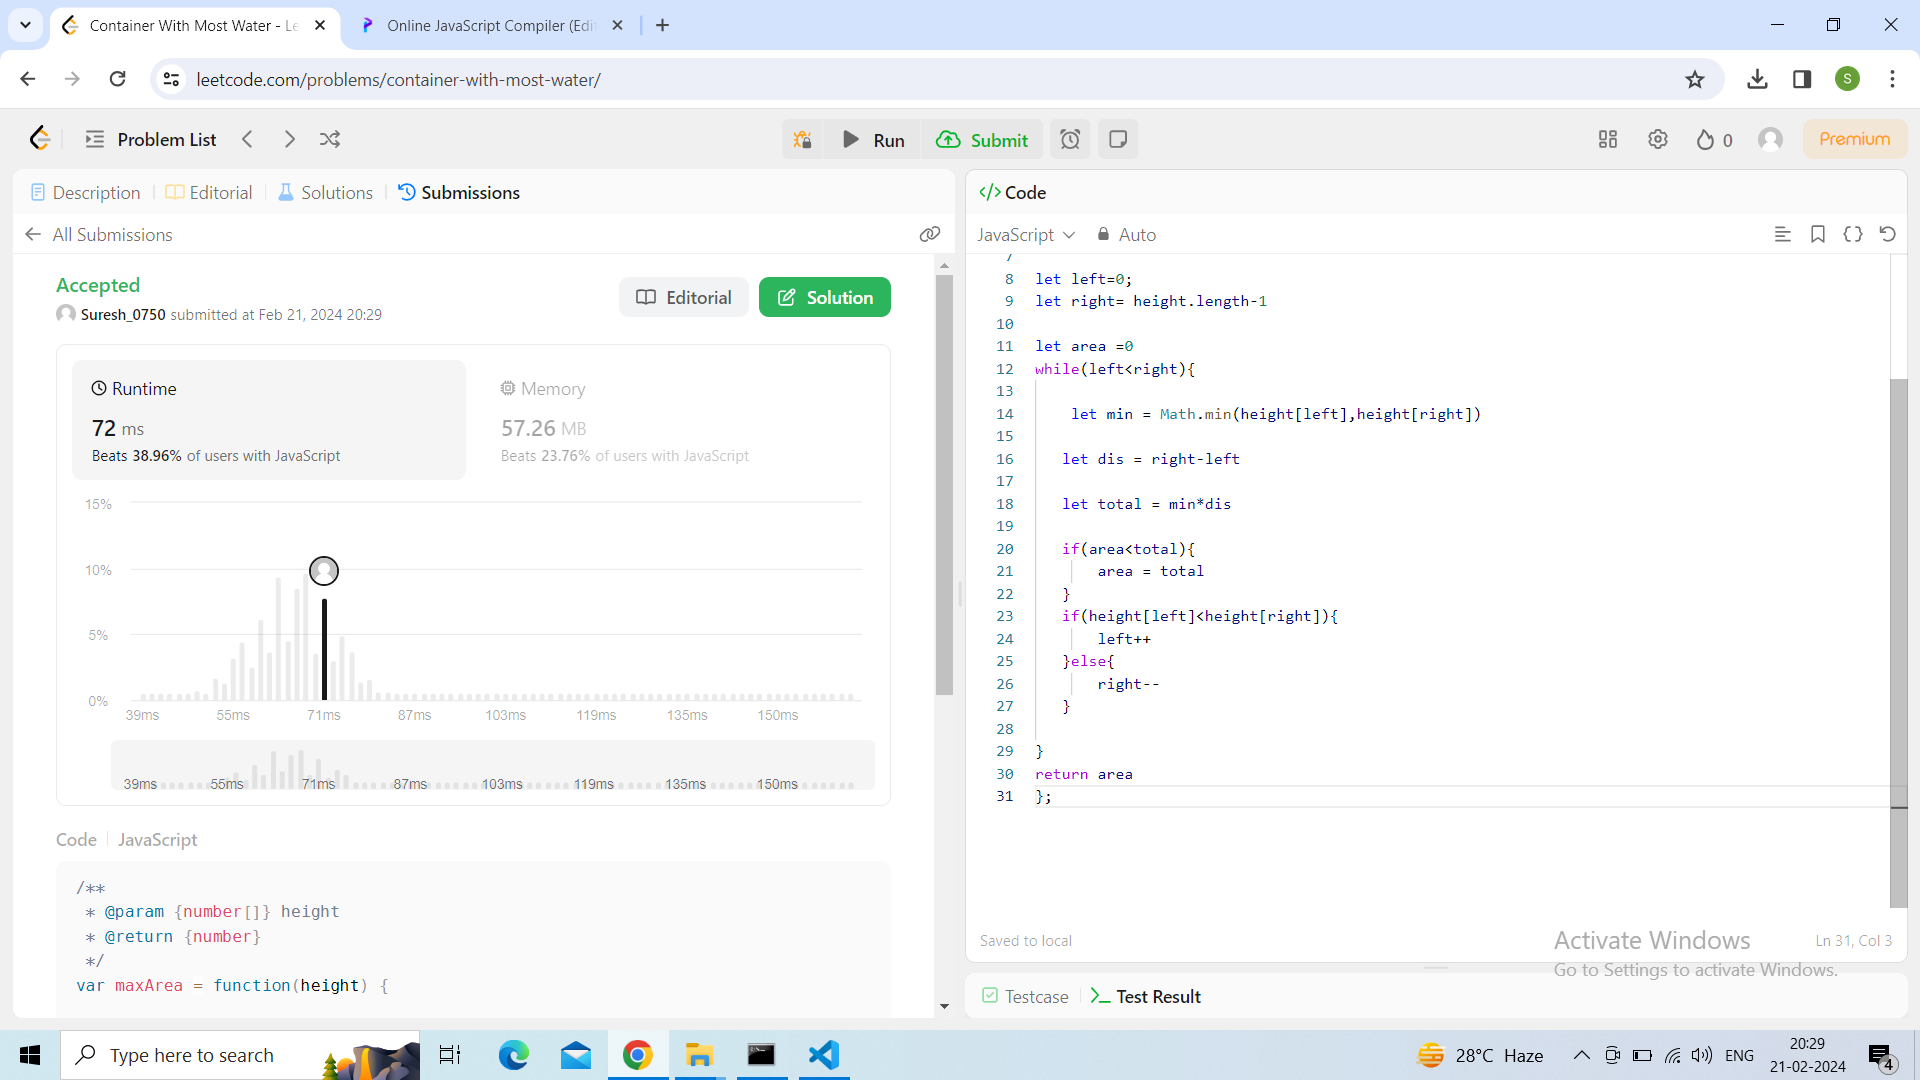 Container With Most Water - Le
Online JavaScript Compiler (Edi
leetcode.com/problems/container-with-most-water/
S
Problem List
Run
Submit
0
Premium
Description
Editorial
Solutions
Submissions
All Submissions
Accepted
Suresh_0750 submitted at Feb 21, 2024 20:29
Editorial
Solution
Runtime
72 ms
Beats 38.96% of users with JavaScript
Memory
57.26 MB
Beats 23.76% of users with JavaScript
15%
10%
5%
0%
39ms 55ms 71ms 87ms 103ms 119ms 135ms 150ms
39ms 55ms 71ms 87ms 103ms 119ms 135ms 150ms
Code JavaScript
/**
* @param {number[]} height
* @return {number}
*/
var maxArea = function(height) {
</> Code
JavaScript
Auto
7
8 let left=0;
9 let right= height.length-1
10
11 let area =0
12 while(left<right){
13
14 let min = Math.min(height[left],height[right])
15
16 let dis = right-left
17
18 let total = min*dis
19
20 if(area<total){
21 area = total
22 }
23 if(height[left]<height[right]){
24 left++
25 }else{
26 right--
27 }
28
29 }
30 return area
31 };
Saved to local
Ln 31, Col 3
Activate Windows
Go to Settings to activate Windows.
Testcase
Test Result
Type here to search
28°C Haze
ENG
20:29
21-02-2024
4